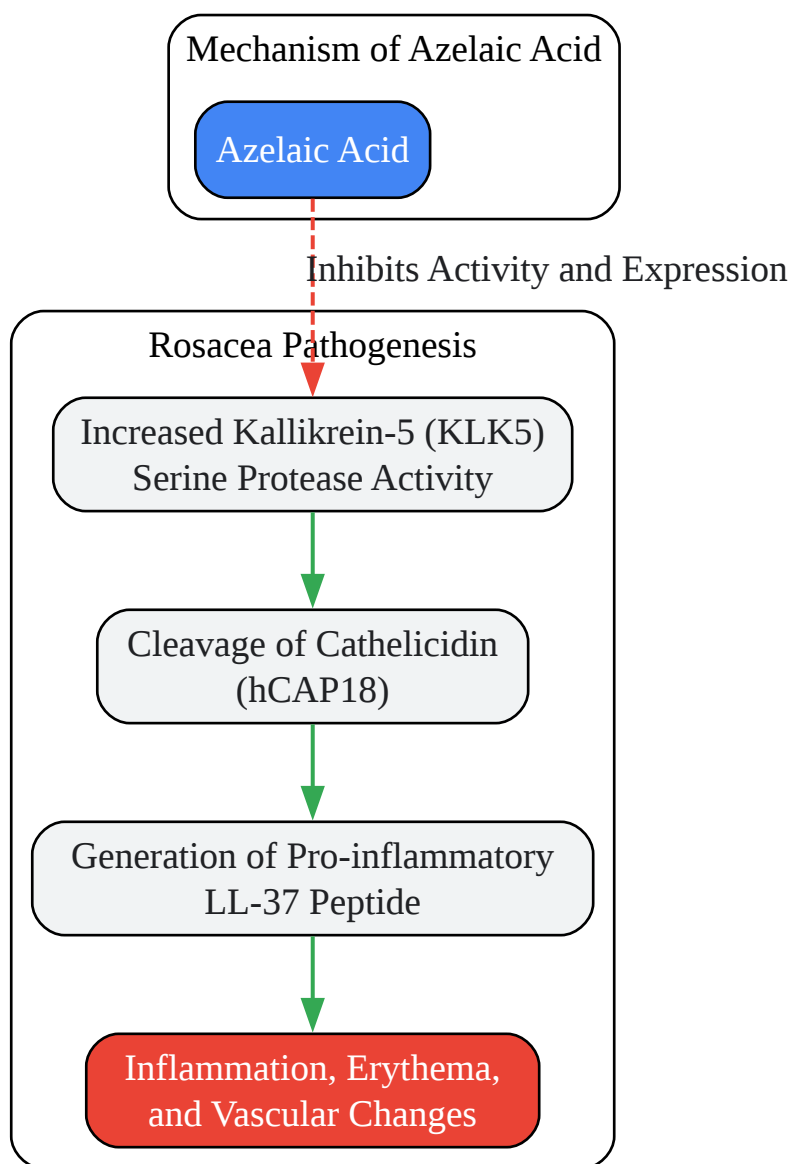 Mechanism of Azelaic Acid
Azelaic Acid
Inhibits Activity and Expression
Rosacea Pathogenesis
Increased Kallikrein-5 (KLK5)
Serine Protease Activity
Cleavage of Cathelicidin
(hCAP18)
Generation of Pro-inflammatory
LL-37 Peptide
Inflammation, Erythema,
and Vascular Changes